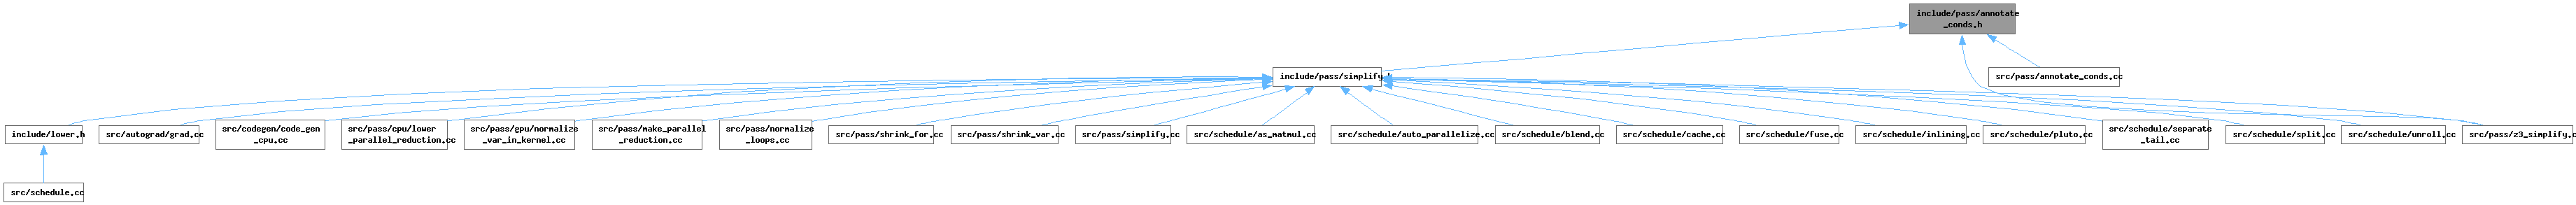 include/pass/annotate
_conds.h
include/pass/simplify.h
src/pass/annotate_conds.cc
include/lower.h
src/autograd/grad.cc
src/codegen/code_gen
_cpu.cc
src/pass/cpu/lower
_parallel_reduction.cc
src/pass/gpu/normalize
_var_in_kernel.cc
src/pass/make_parallel
_reduction.cc
src/pass/normalize
_loops.cc
src/pass/shrink_for.cc
src/pass/shrink_var.cc
src/pass/simplify.cc
src/schedule/as_matmul.cc
src/schedule/auto_parallelize.cc
src/schedule/blend.cc
src/schedule/cache.cc
src/schedule/fuse.cc
src/schedule/inlining.cc
src/schedule/pluto.cc
src/schedule/separate
_tail.cc
src/schedule/split.cc
src/schedule/unroll.cc
src/pass/z3_simplify.c
src/schedule.cc